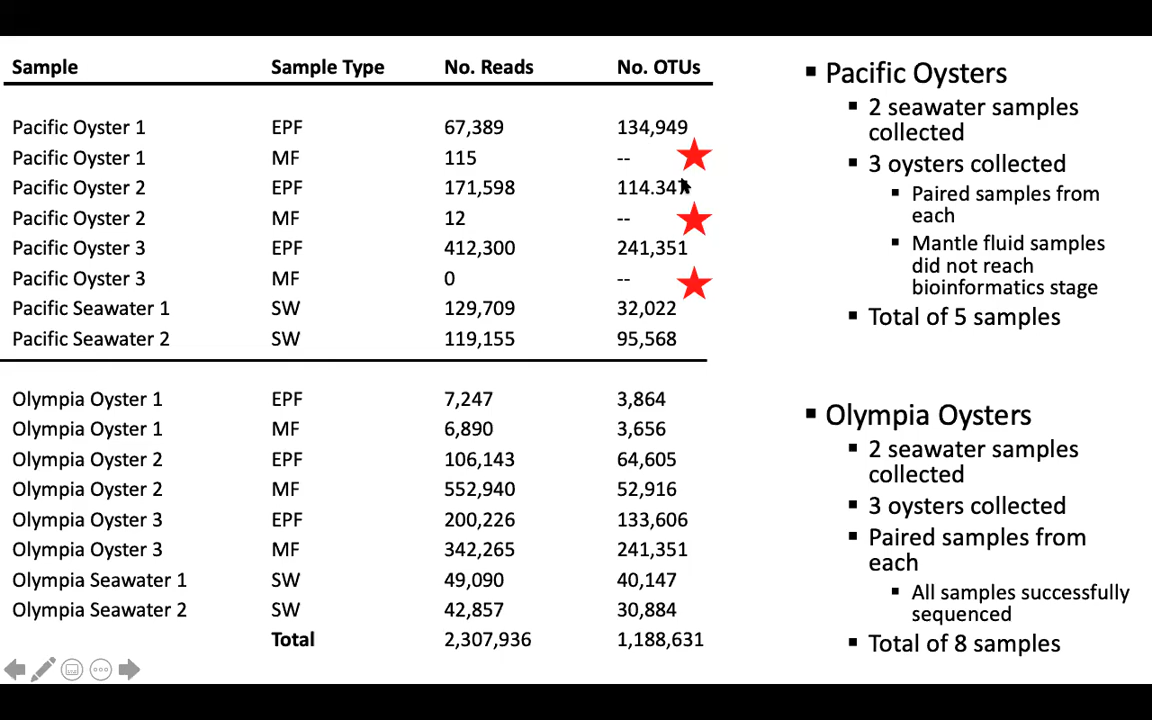 Sample Sample Type No. Reads No. OTUs
Pacific Oyster 1 EPF 67,389 134,949
Pacific Oyster 1 MF 115 --
Pacific Oyster 2 EPF 171,598
Pacific Oyster 2 MF 12 --
Pacific Oyster 3 EPF 412,300 241,351
Pacific Oyster 3 MF 0 --
Pacific Seawater 1 SW 129,709 32,022
Pacific Seawater 2 SW 119,155 95,568
Olympia Oyster 1 EPF 7,247 3,864
Olympia Oyster 1 MF 6,890 3,656
Olympia Oyster 2 EPF 106,143 64,605
Olympia Oyster 2 MF 552,940 52,916
Olympia Oyster 3 EPF 200,226 133,606
Olympia Oyster 3 MF 342,265 241,351
Olympia Seawater 1 SW 49,090 40,147
Olympia Seawater 2 SW 42,857 30,884
Total 2,307,936 1,188,631
▪ Pacific Oysters
▪ 2 seawater samples
collected
▪ 3 oysters collected
▪ Paired samples from
each
▪ Mantle fluid samples
did not reach
bioinformatics stage
▪ Total of 5 samples
▪ Olympia Oysters
▪ 2 seawater samples
collected
▪ 3 oysters collected
▪ Paired samples from
each
▪ All samples successfully
sequenced
▪ Total of 8 samples